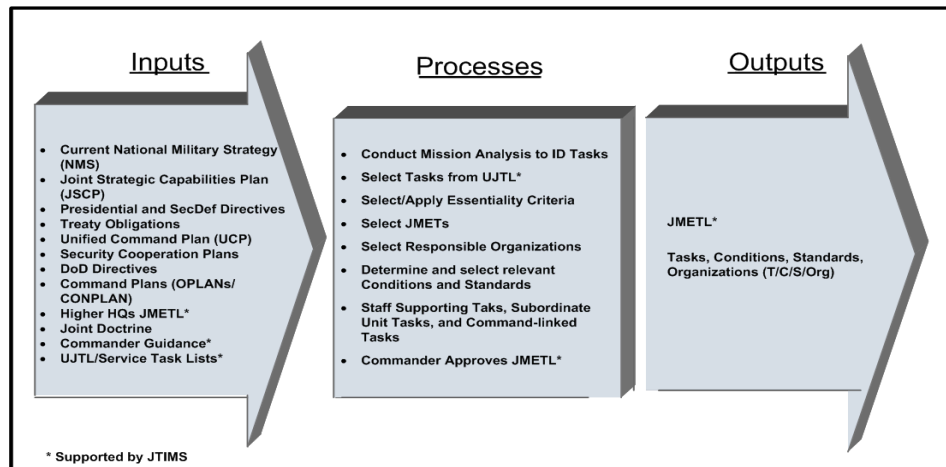 Inputs
Processes
Outputs
• Current National Military Strategy
(NMS)
• Joint Strategic Capabilities Plan
(JSCP)
• Presidential and SecDef Directives
• Treaty Obligations
• Unified Command Plan (UCP)
• Security Cooperation Plans
• DoD Directives
• Command Plans (OPLANs/
CONPLAN)
• Higher HQs JMETL*
• Joint Doctrine
• Commander Guidance*
• UJTL/Service Task Lists*
• Conduct Mission Analysis to ID Tasks
• Select Tasks from UJTL*
• Select/Apply Essentiality Criteria
• Select JMETs
• Select Responsible Organizations
• Determine and select relevant
Conditions and Standards
• Staff Supporting Taks, Subordinate
Unit Tasks, and Command-linked
Tasks
• Commander Approves JMETL*
JMETL*
Tasks, Conditions, Standards,
Organizations (T/C/S/Org)
* Supported by JTIMS